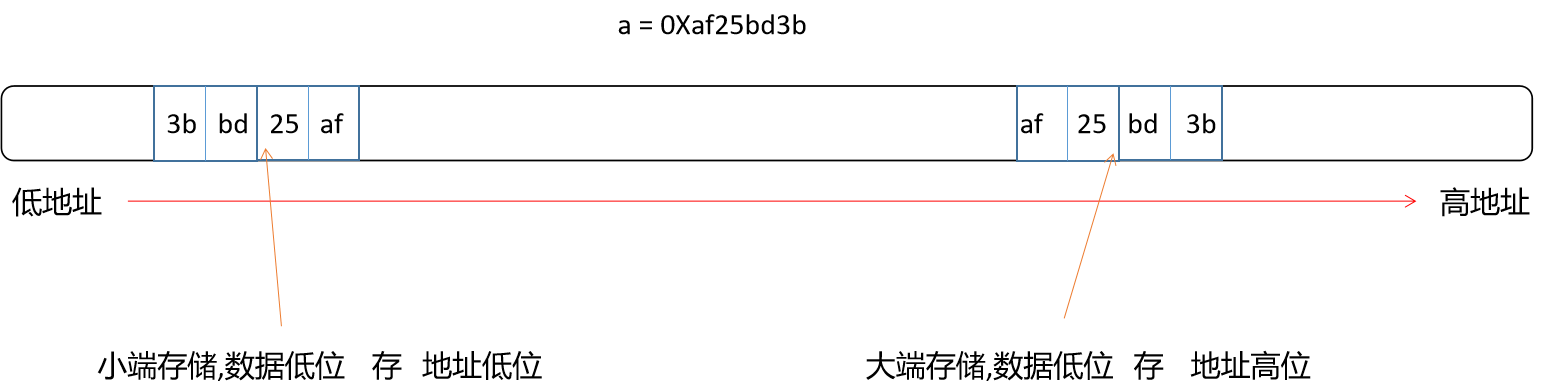 a = 0Xaf25bd3b
3b bd 25 af af 25 bd 3b
低地址 高地址
小端存储,数据低位 存 地址低位 大端存储,数据低位 存 地址高位